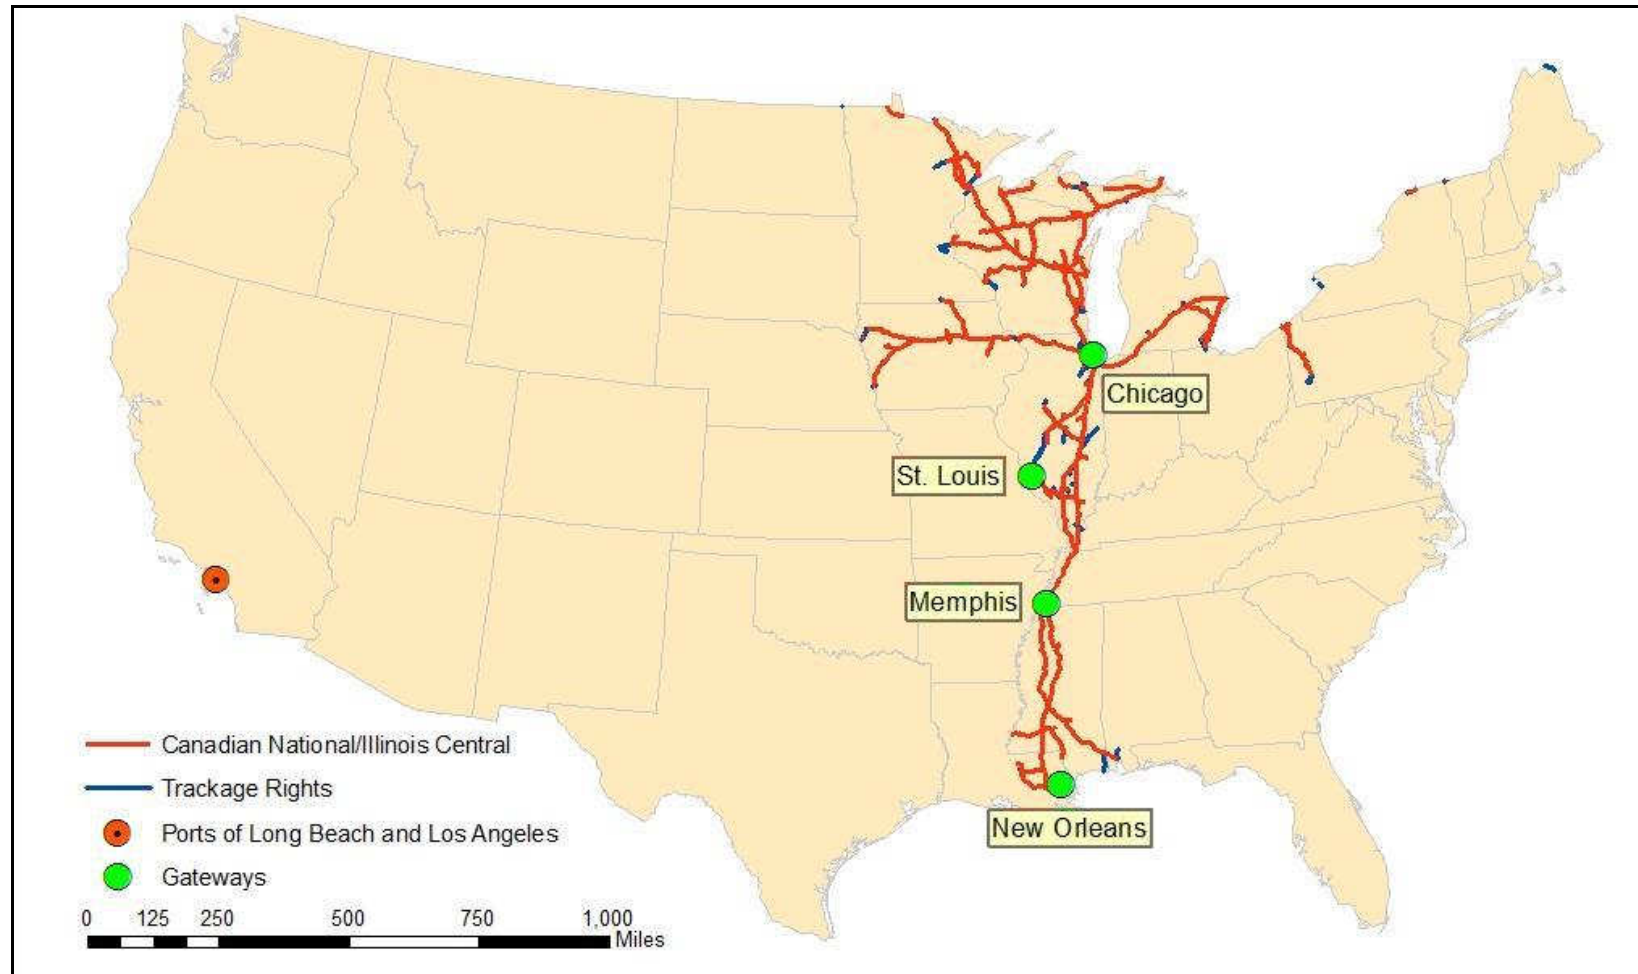 Chicago
St. Louis
Memphis
New Orleans
Canadian National/Illinois Central
Trackage Rights
Ports of Long Beach and Los Angeles
Gateways
0 125 250 500 750 1,000
Miles